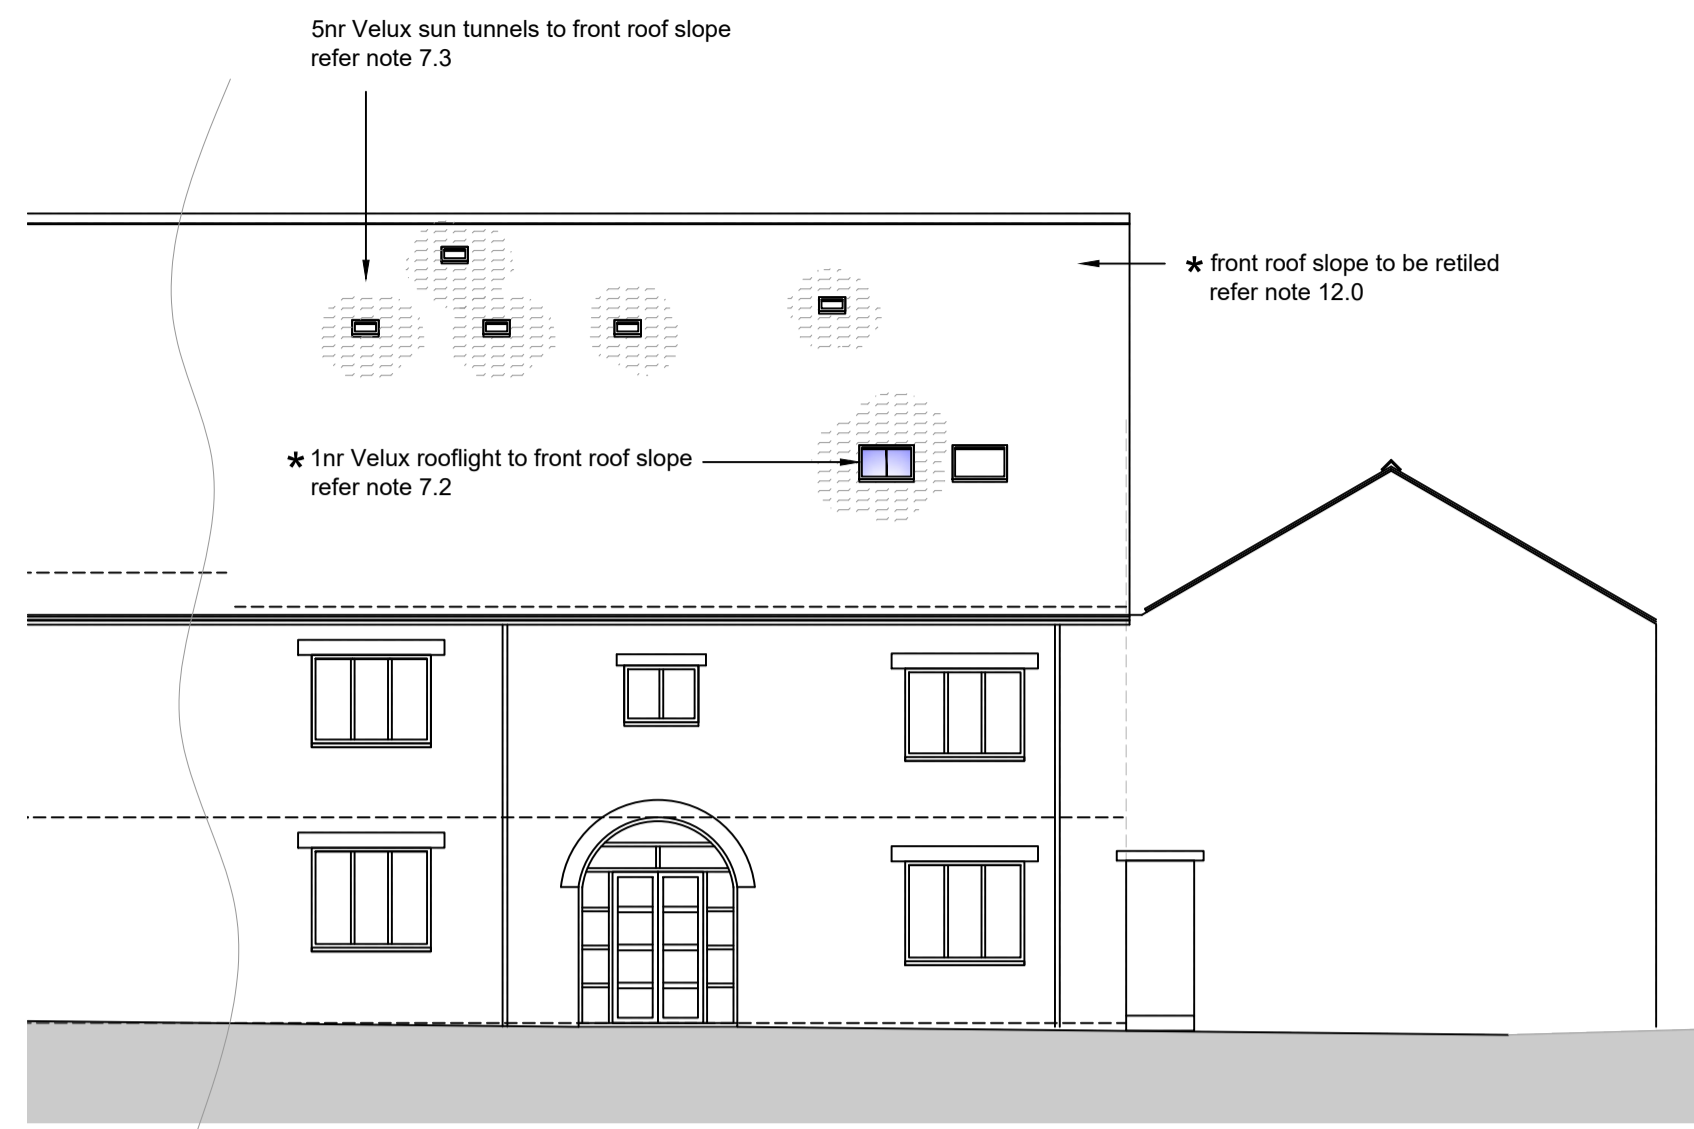 5nr Velux sun tunnels to front roof slope
refer note 7.3
* front roof slope to be retiled
refer note 12.0
* 1nr Velux rooflight to front roof slope
refer note 7.2